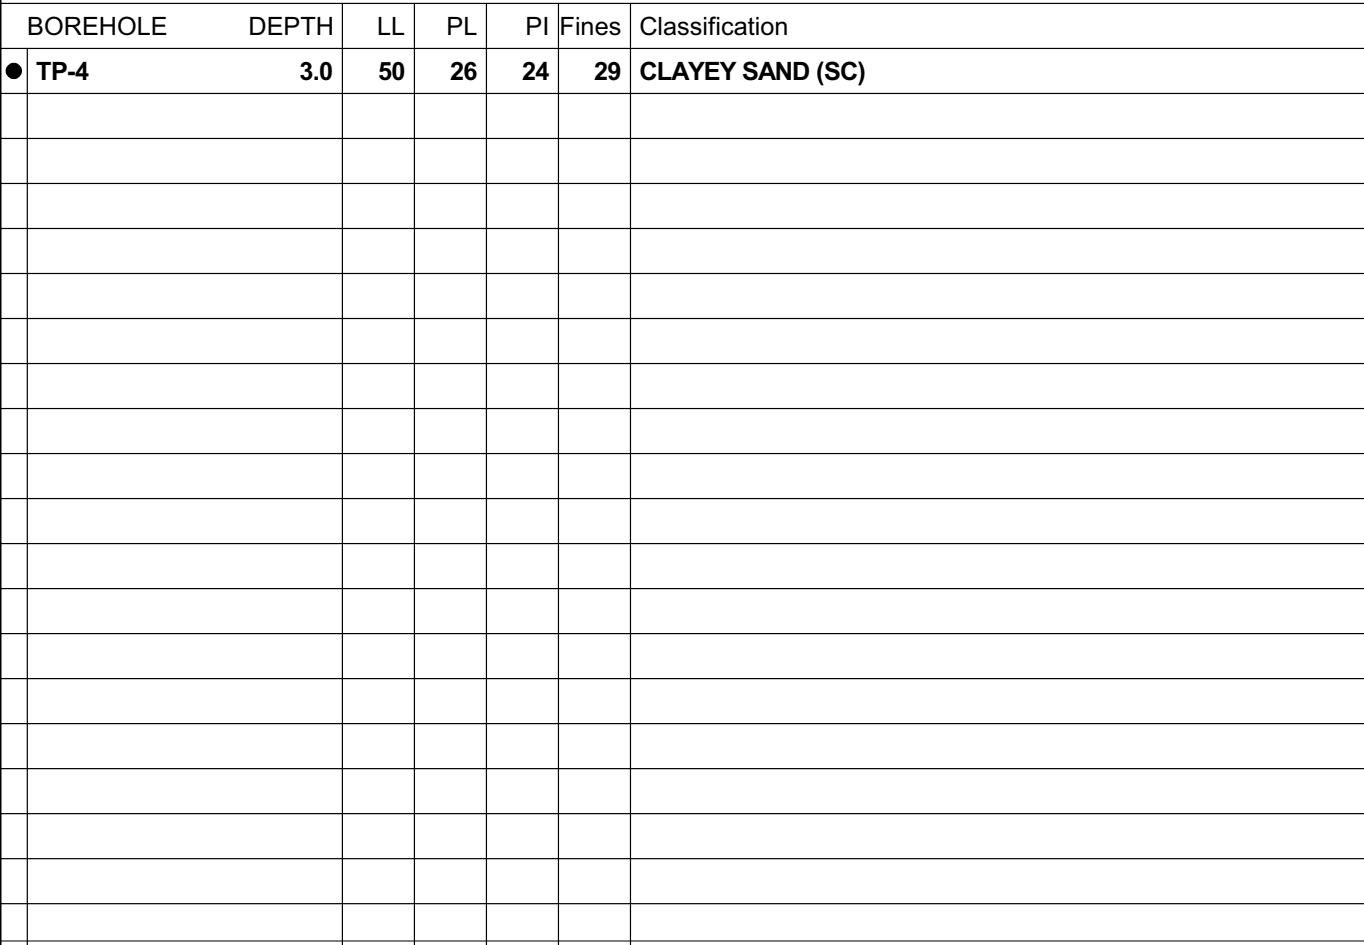 BOREHOLE DEPTH LL PL PI Fines Classification
TP-4 3.0 50 26 24 29 CLAYEY SAND (SC)